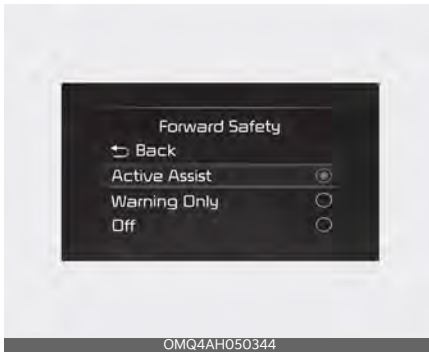 Forward Safety
Back
Active Assist
Warning Only
Off
OMQ4AH050344